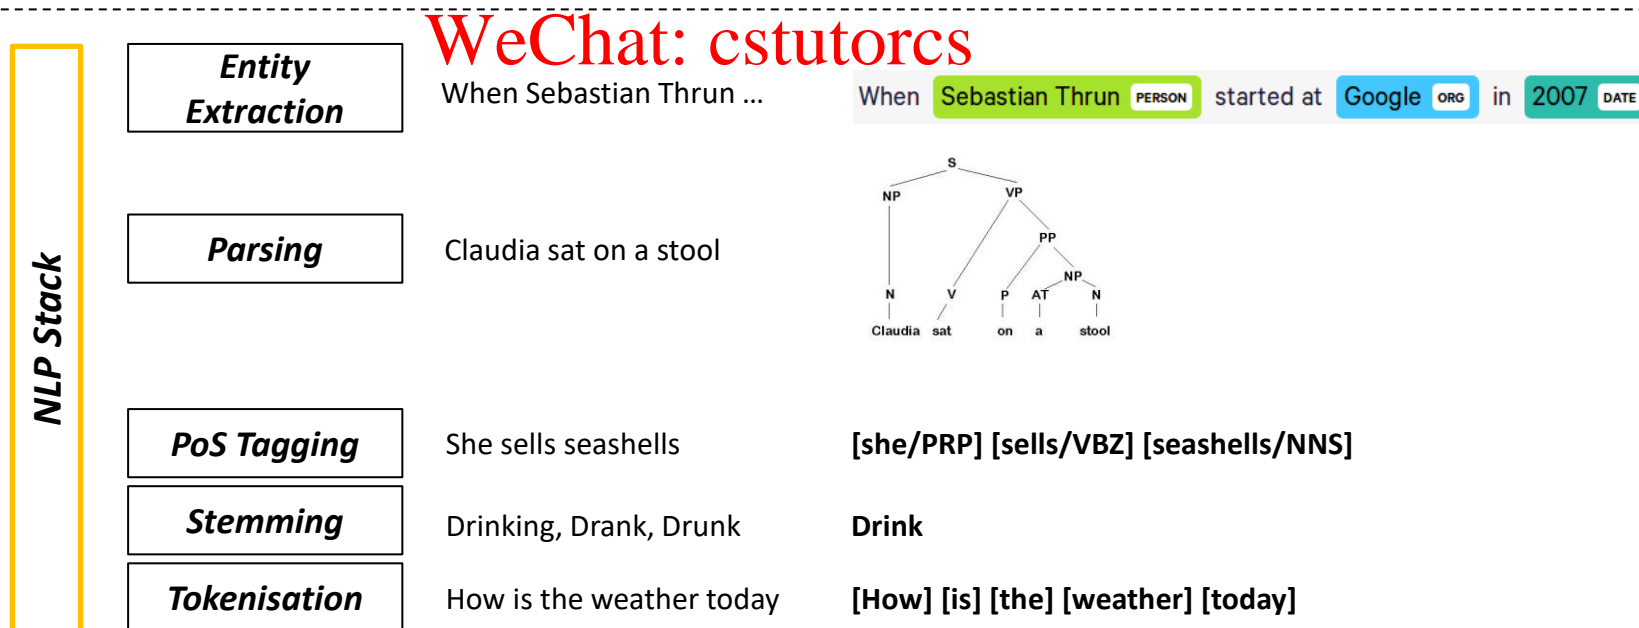 WeChat: cstutorcs
NLP Stack
Entity
Extraction
When Sebastian Thrun ...
When Sebastian Thrun PERSON started at Google ORG in 2007 DATE
Parsing
Claudia sat on a stool
S
NP VP
PP
NP
N V P AT N
Claudia sat on a stool
PoS Tagging
She sells seashells
[she/PRP] [sells/VBZ] [seashells/NNS]
Stemming
Drinking, Drank, Drunk
Drink
Tokenisation
How is the weather today
[How] [is] [the] [weather] [today]